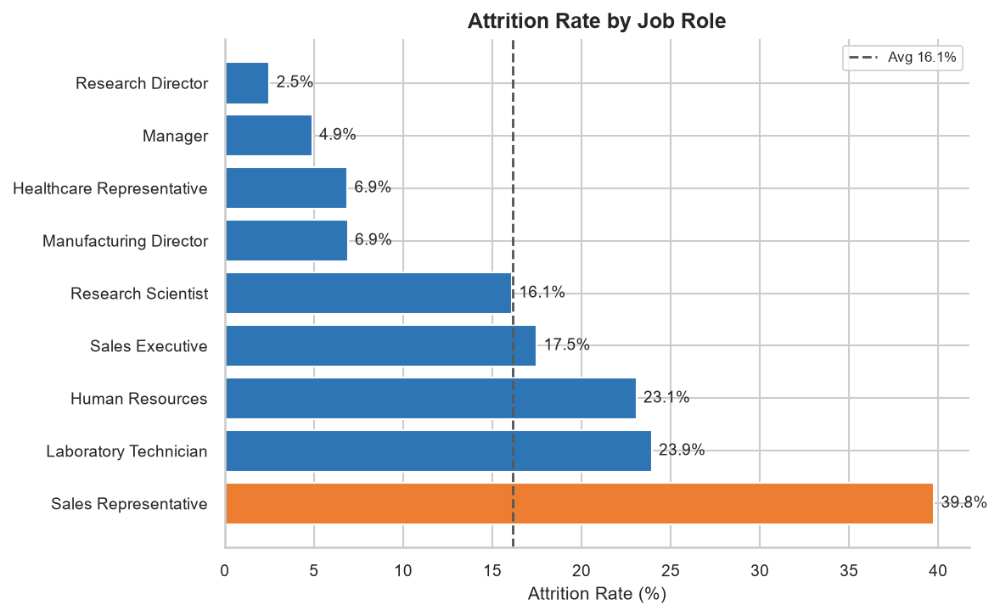 Attrition Rate by Job Role
Avg 16.1%
Research Director 2.5%
Manager 4.9%
Healthcare Representative 6.9%
Manufacturing Director 6.9%
Research Scientist 16.1%
Sales Executive 17.5%
Human Resources 23.1%
Laboratory Technician 23.9%
Sales Representative 39.8%
0 5 10 15 20 25 30 35 40
Attrition Rate (%)